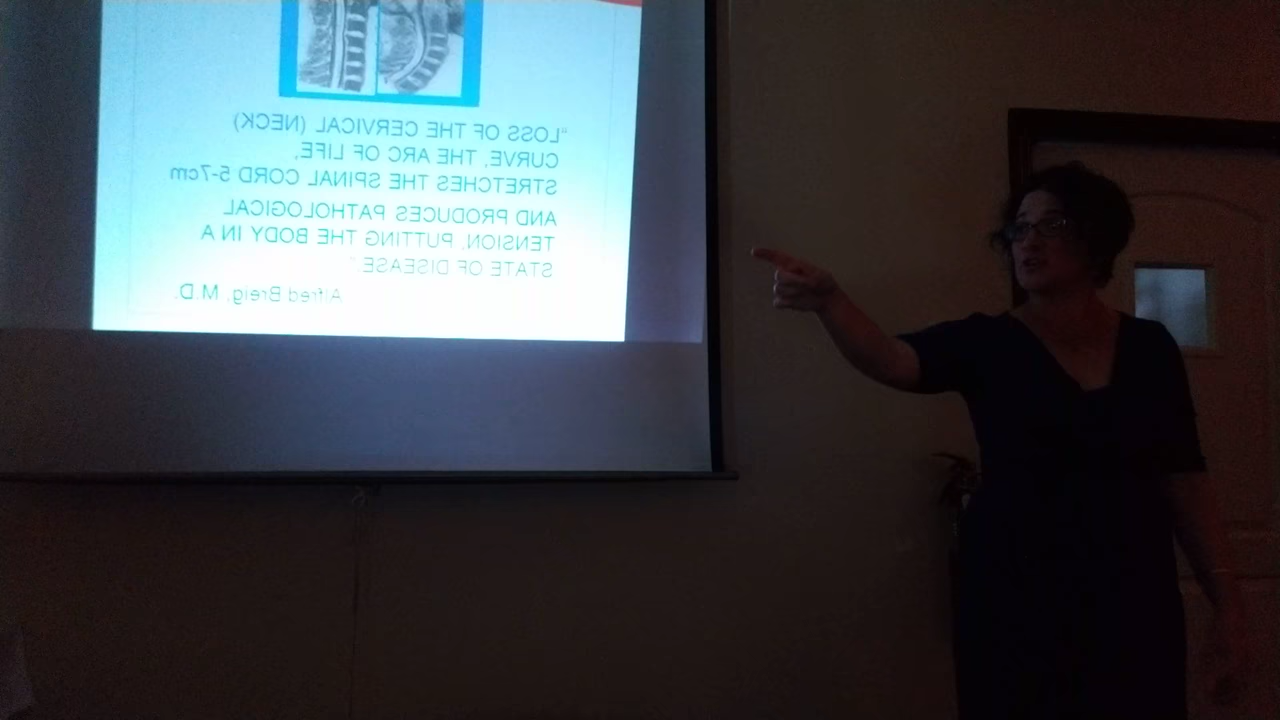 "LOSS OF THE CERVICAL (NECK)
CURVE, THE ARC OF LIFE,
STRETCHES THE SPINAL CORD 5-7cm
AND PRODUCES PATHOLOGICAL
TENSION, PUTTING THE BODY IN A
STATE OF DISEASE."
Alfred Breig, M.D.